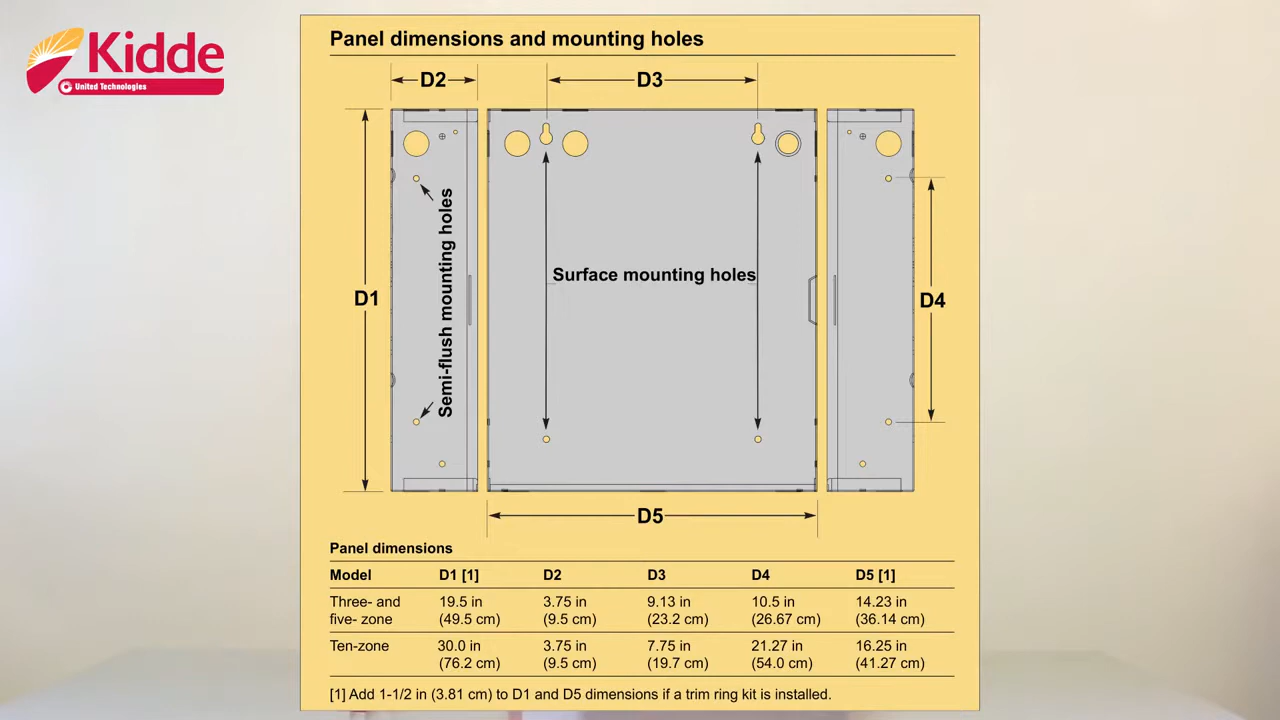 Kidde
United Technologies
Panel dimensions and mounting holes
D2
D3
Semi-flush mounting holes
Surface mounting holes
D1
D4
D5
Panel dimensions
Model D1 [1] D2 D3 D4 D5 [1]
Three- and 19.5 in 3.75 in 9.13 in 10.5 in 14.23 in
five- zone (49.5 cm) (9.5 cm) (23.2 cm) (26.67 cm) (36.14 cm)
Ten-zone 30.0 in 3.75 in 7.75 in 21.27 in 16.25 in
(76.2 cm) (9.5 cm) (19.7 cm) (54.0 cm) (41.27 cm)
[1] Add 1-1/2 in (3.81 cm) to D1 and D5 dimensions if a trim ring kit is installed.